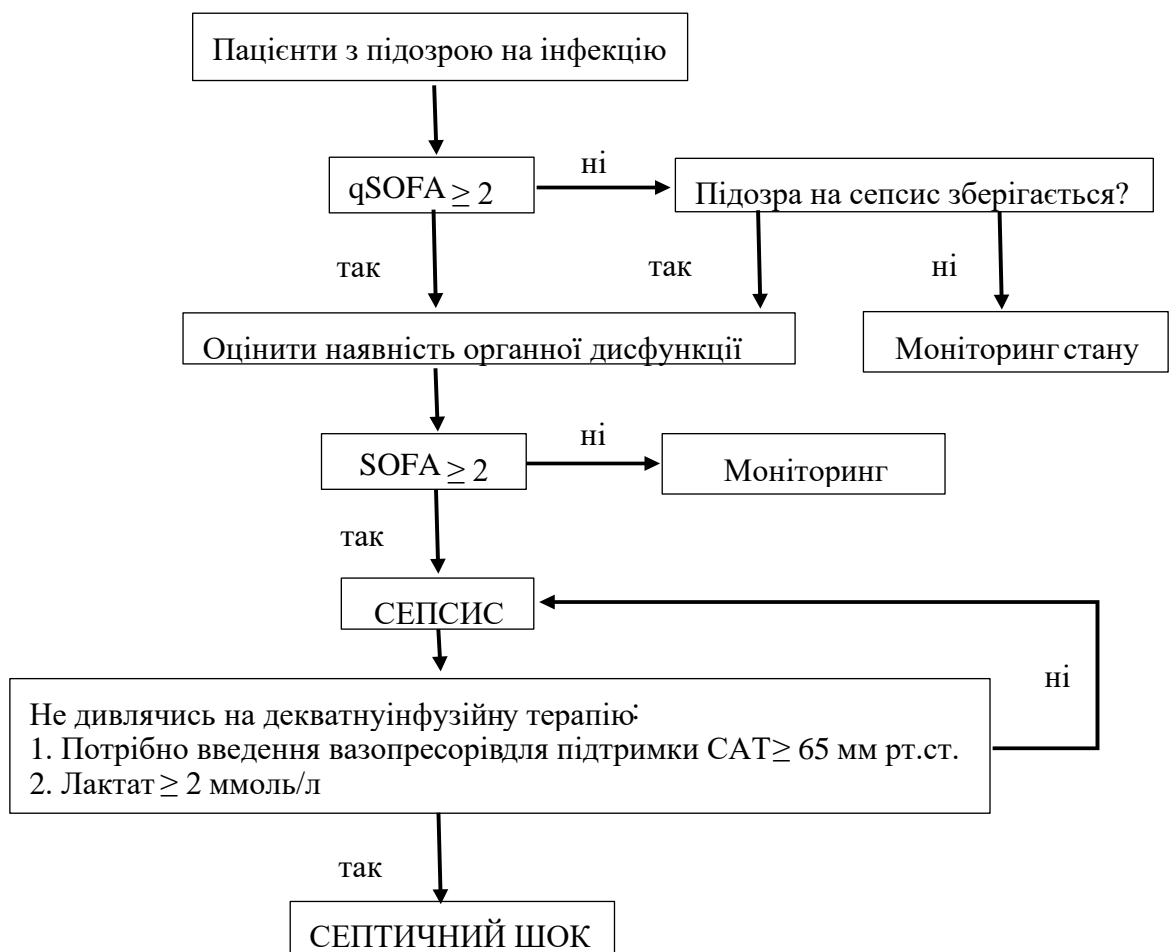 Пацієнти з підозрою на інфекцію
ні
qSOFA ≥ 2
Підозра на сепсис зберігається?
так
так
ні
Оцінити наявність органної дисфункції
Моніторинг стану
ні
SOFA ≥ 2
Моніторинг
так
СЕПСИС
ні
Не дивлячись на декватнуінфузійну терапію:
1. Потрібно введення вазопресорівдля підтримки САТ≥ 65 мм рт.ст.
2. Лактат ≥ 2 ммоль/л
так
СЕПТИЧНИЙ ШОК